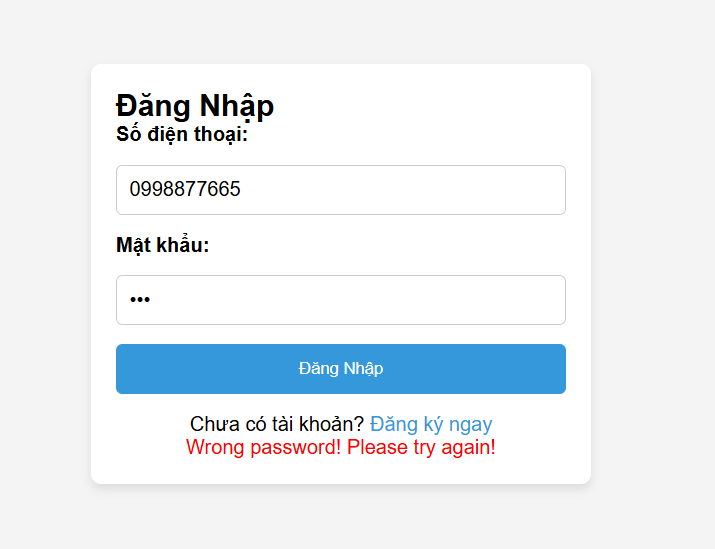 Đăng Nhập
Số điện thoại:
0998877665
Mật khẩu:
•••
Đăng Nhập
Chưa có tài khoản? Đăng ký ngay
Wrong password! Please try again!